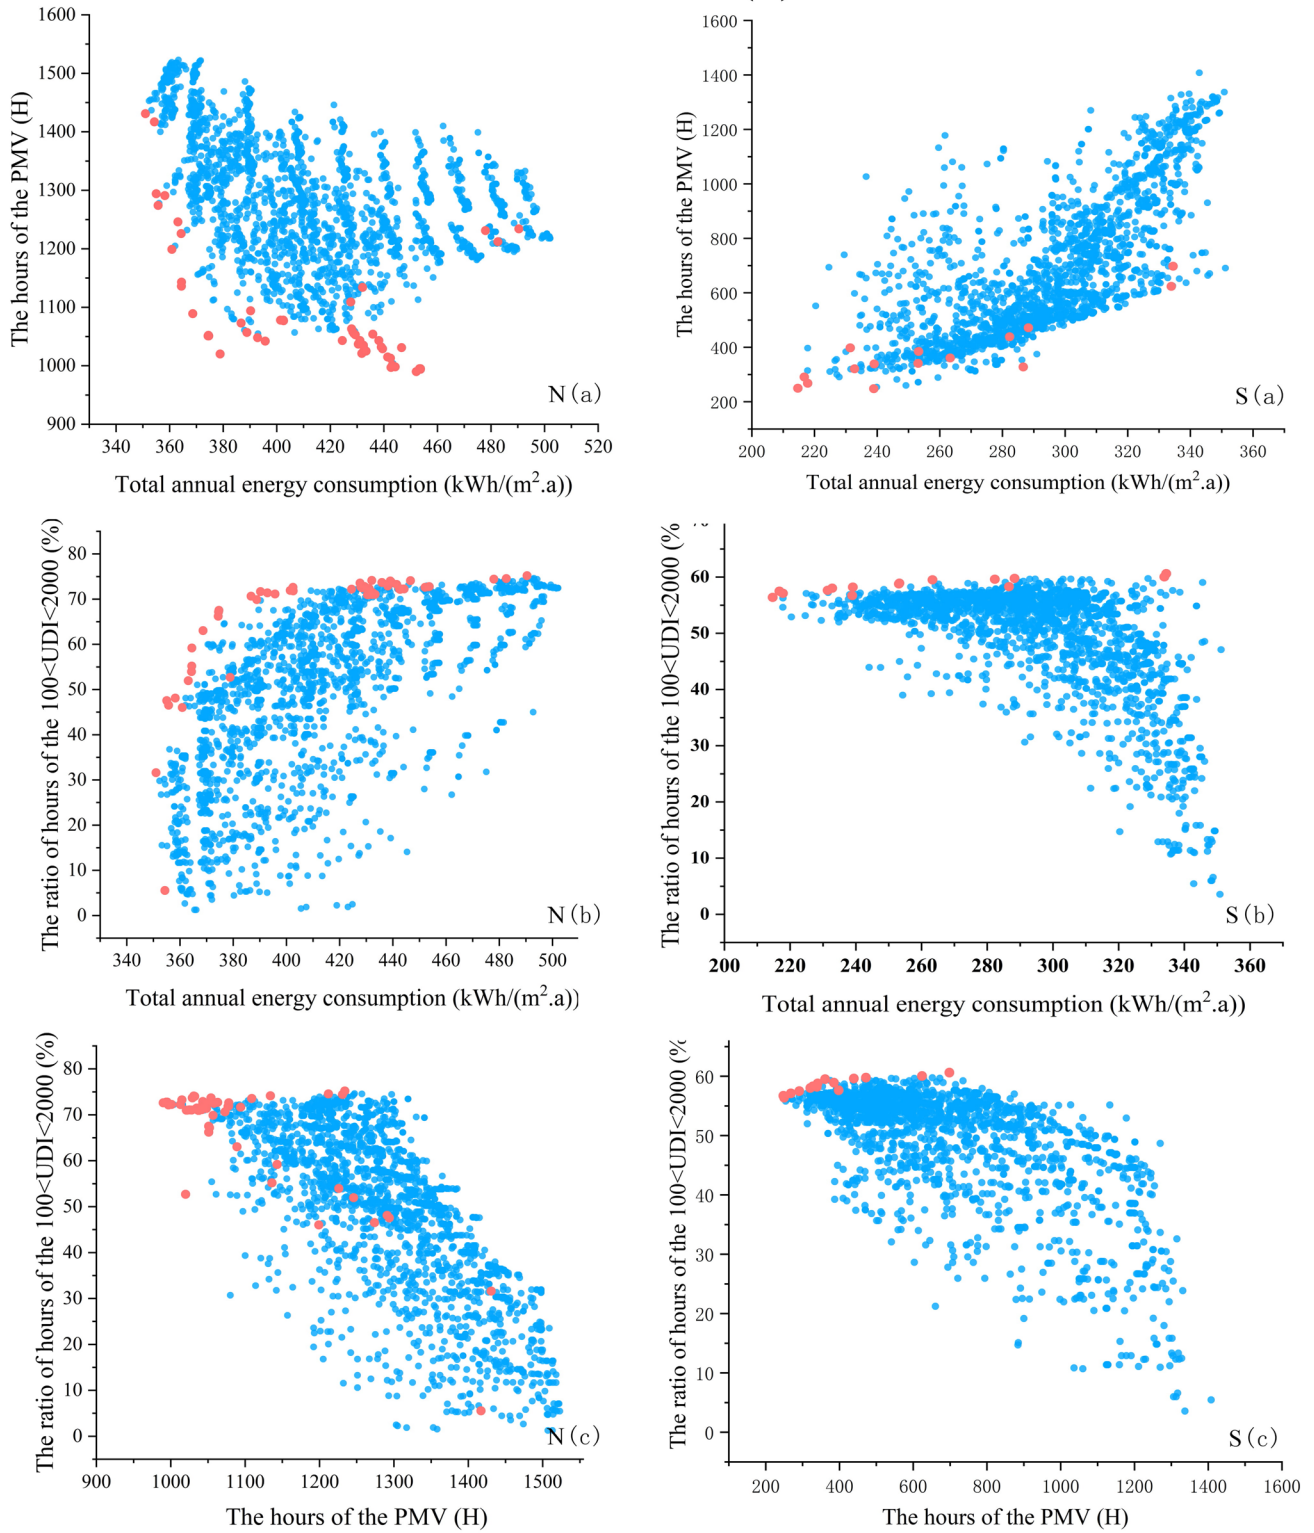 1600
1500
1400
1300
1200
1100
1000
900
The hours of the PMV (H)
340 360 380 400 420 440 460 480 500 520
Total annual energy consumption (kWh/(m².a))
N(a)
1600
1400
1200
1000
800
600
400
200
The hours of the PMV (H)
200 220 240 260 280 300 320 340 360
Total annual energy consumption (kWh/(m².a))
S(a)
80
70
60
50
40
30
20
10
0
The ratio of hours of the 100<UDI<2000 (%)
340 360 380 400 420 440 460 480 500
Total annual energy consumption (kWh/(m².a))
N(b)
60
50
40
30
20
10
0
The ratio of hours of the 100<UDI<2000 (%
200 220 240 260 280 300 320 340 360
Total annual energy consumption (kWh/(m².a))
S(b)
80
70
60
50
40
30
20
10
0
The ratio of hours of the 100<UDI<2000 (%)
900 1000 1100 1200 1300 1400 1500
The hours of the PMV (H)
N(c)
60
50
40
30
20
10
0
The ratio of hours of the 100<UDI<2000 (%
200 400 600 800 1000 1200 1400 1600
The hours of the PMV (H)
S(c)